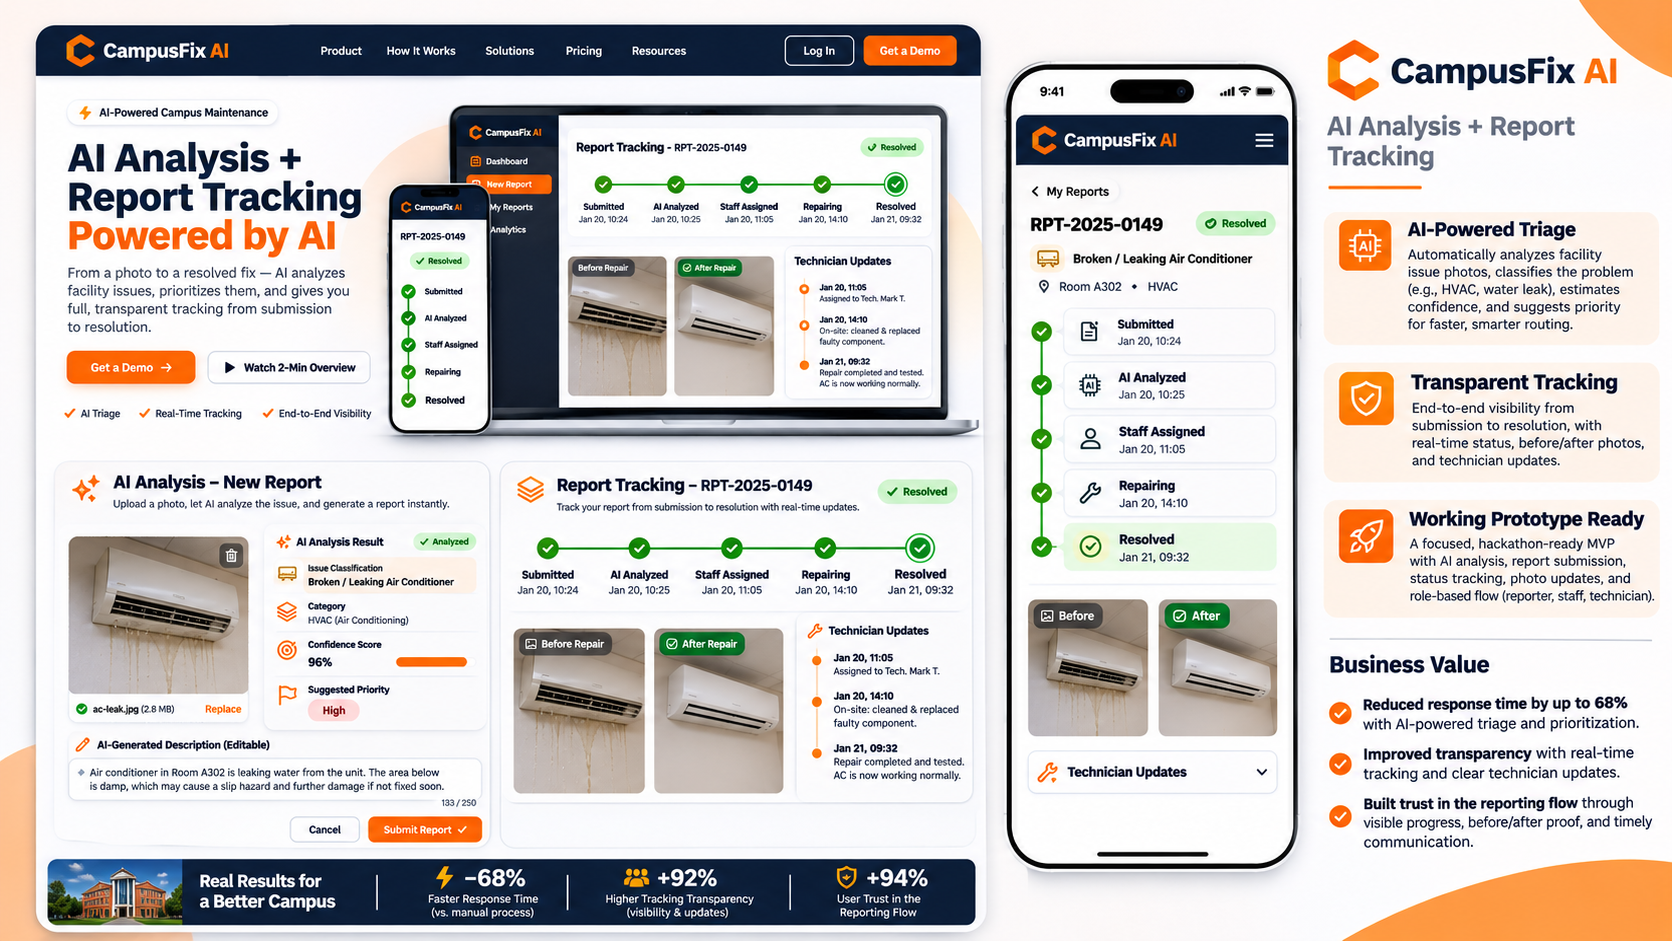 CampusFix AI
Product
How It Works
Solutions
Pricing
Resources
Log In
Get a Demo
AI-Powered Campus Maintenance
AI Analysis +
Report Tracking
Powered by AI
From a photo to a resolved fix — AI analyzes
facility issues, prioritizes them, and gives you
full, transparent tracking from submission
to resolution.
Get a Demo →
Watch 2-Min Overview
AI Triage
Real-Time Tracking
End-to-End Visibility
CampusFix AI
RPT-2025-0149
Resolved
Submitted
AI Analyzed
Staff Assigned
Repairing
Resolved
CampusFix AI
Dashboard
New Report
My Reports
Analytics
Report Tracking - RPT-2025-0149
Resolved
Submitted
Jan 20, 10:24
AI Analyzed
Jan 20, 10:25
Staff Assigned
Jan 20, 11:05
Repairing
Jan 20, 14:10
Resolved
Jan 21, 09:32
Before Repair
After Repair
Technician Updates
Jan 20, 11:05
Assigned to Tech. Mark T.
Jan 20, 14:10
On-site: cleaned & replaced
faulty component.
Jan 21, 09:32
Repair completed and tested.
AC is now working normally.
AI Analysis – New Report
Upload a photo, let AI analyze the issue, and generate a report instantly.
ac-leak.jpg (2.8 MB)
Replace
AI Analysis Result
Analyzed
Issue Classification
Broken / Leaking Air Conditioner
Category
HVAC (Air Conditioning)
Confidence Score
96%
Suggested Priority
High
AI-Generated Description (Editable)
Air conditioner in Room A302 is leaking water from the unit. The area below
is damp, which may cause a slip hazard and further damage if not fixed soon.
133 / 250
Cancel
Submit Report
Report Tracking – RPT-2025-0149
Track your report from submission to resolution with real-time updates.
Resolved
Submitted
Jan 20, 10:24
AI Analyzed
Jan 20, 10:25
Staff Assigned
Jan 20, 11:05
Repairing
Jan 20, 14:10
Resolved
Jan 21, 09:32
Before Repair
After Repair
Technician Updates
Jan 20, 11:05
Assigned to Tech. Mark T.
Jan 20, 14:10
On-site: cleaned & replaced
faulty component.
Jan 21, 09:32
Repair completed and tested.
AC is now working normally.
Real Results for
a Better Campus
–68%
Faster Response Time
(vs. manual process)
+92%
Higher Tracking Transparency
(visibility & updates)
+94%
User Trust in the
Reporting Flow
9:41
CampusFix AI
My Reports
RPT-2025-0149
Resolved
Broken / Leaking Air Conditioner
Room A302 • HVAC
Submitted
Jan 20, 10:24
AI Analyzed
Jan 20, 10:25
Staff Assigned
Jan 20, 11:05
Repairing
Jan 20, 14:10
Resolved
Jan 21, 09:32
Before
After
Technician Updates
CampusFix AI
AI Analysis + Report
Tracking
AI
AI-Powered Triage
Automatically analyzes facility
issue photos, classifies the problem
(e.g., HVAC, water leak), estimates
confidence, and suggests priority
for faster, smarter routing.
Transparent Tracking
End-to-end visibility from
submission to resolution, with
real-time status, before/after photos,
and technician updates.
Working Prototype Ready
A focused, hackathon-ready MVP
with AI analysis, report submission,
status tracking, photo updates, and
role-based flow (reporter, staff, technician).
Business Value
Reduced response time by up to 68%
with AI-powered triage and prioritization.
Improved transparency with real-time
tracking and clear technician updates.
Built trust in the reporting flow through
visible progress, before/after proof, and timely
communication.